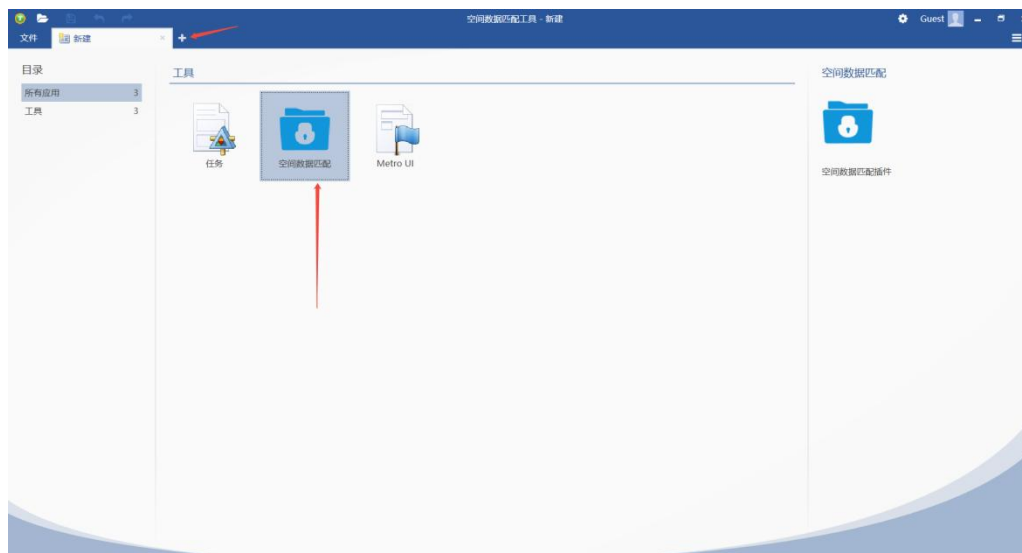 空间数据匹配工具 - 新建
Guest
文件
新建
目录
所有应用 3
工具 3
工具
任务
空间数据匹配
Metro UI
空间数据匹配
空间数据匹配插件